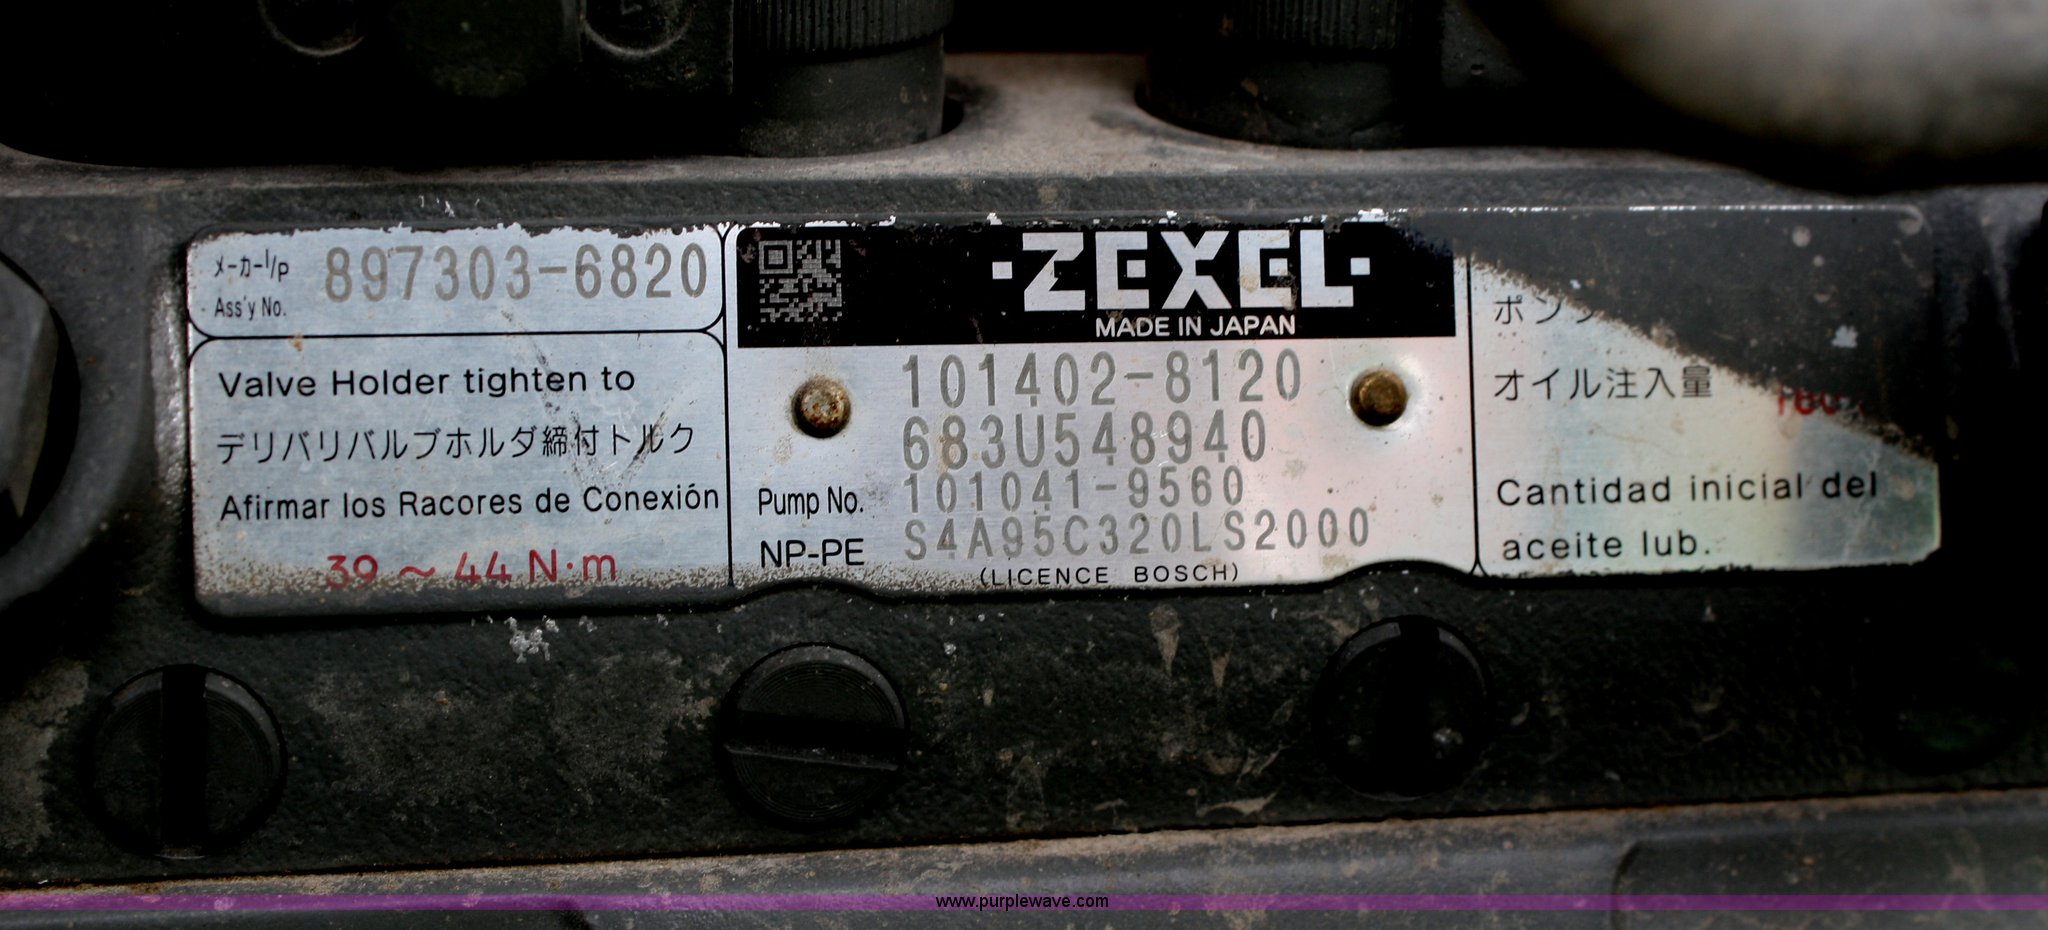 メーカーI/P
Ass'y No.
897303-6820
Valve Holder tighten to
デリバリバルブホルダ締付トルク
Afirmar los Racores de Conexión
39 ~ 44 N·m
·ZEXEL·
MADE IN JAPAN
101402-8120
683U548940
Pump No. 101041-9560
NP-PE S4A95C320LS2000
(LICENCE BOSCH)
オイル注入量
Cantidad inicial del
aceite lub.
www.purplewave.com